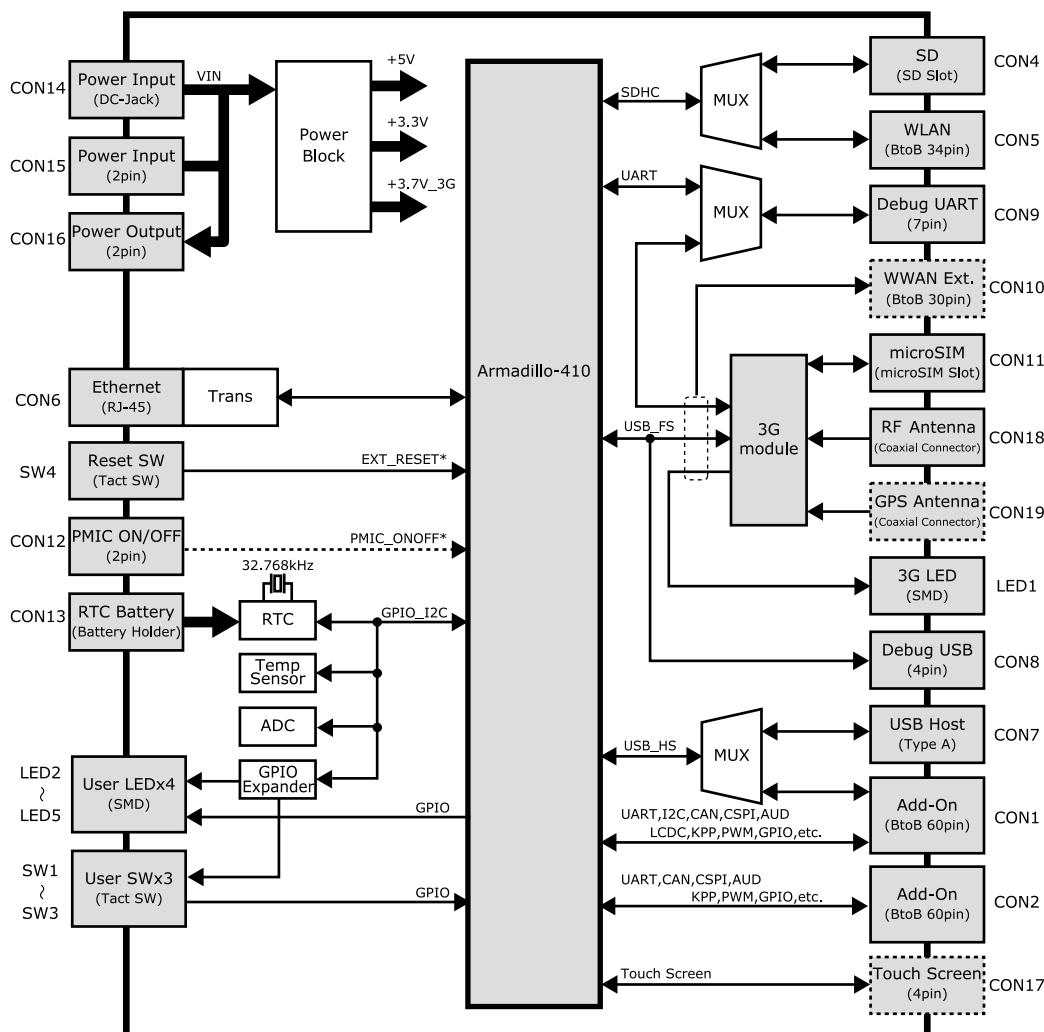 CON14
Power Input
(DC-Jack)
VIN
CON15
Power Input
(2pin)
CON16
Power Output
(2pin)
Power
Block
+5V
+3.3V
+3.7V_3G
CON6
Ethernet
(RJ-45)
Trans
SW4
Reset SW
(Tact SW)
EXT_RESET*
CON12
PMIC ON/OFF
(2pin)
PMIC_ONOFF*
32.768kHz
CON13
RTC Battery
(Battery Holder)
RTC
GPIO_I2C
Temp
Sensor
ADC
GPIO
Expander
LED2
~
LED5
User LEDx4
(SMD)
GPIO
SW1
~
SW3
User SWx3
(Tact SW)
GPIO
Armadillo-410
SDHC
MUX
SD
(SD Slot)
CON4
WLAN
(BtoB 34pin)
CON5
UART
MUX
Debug UART
(7pin)
CON9
WWAN Ext.
(BtoB 30pin)
CON10
microSIM
(microSIM Slot)
CON11
3G
module
USB_FS
RF Antenna
(Coaxial Connector)
CON18
GPS Antenna
(Coaxial Connector)
CON19
3G LED
(SMD)
LED1
Debug USB
(4pin)
CON8
USB_HS
MUX
USB Host
(Type A)
CON7
UART,I2C,CAN,CSPI,AUD
LCDC,KPP,PWM,GPIO,etc.
Add-On
(BtoB 60pin)
CON1
UART,CAN,CSPI,AUD
KPP,PWM,GPIO,etc.
Add-On
(BtoB 60pin)
CON2
Touch Screen
Touch Screen
(4pin)
CON17